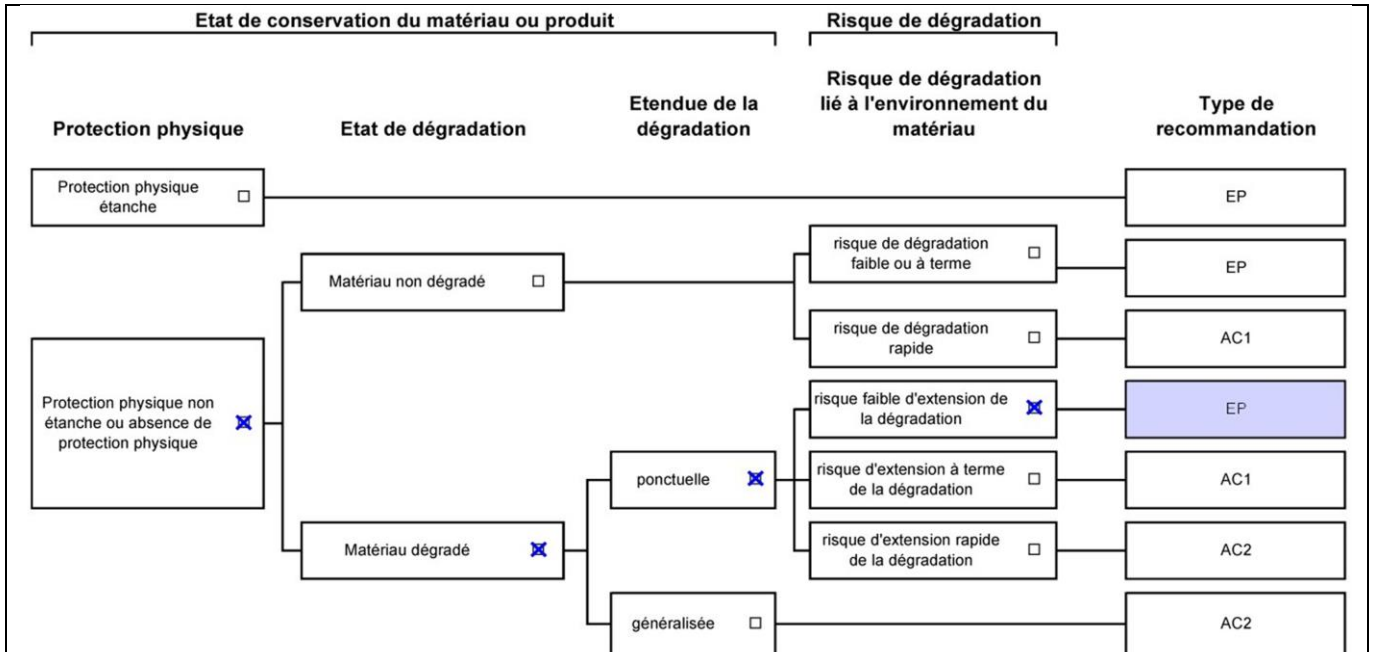 Etat de conservation du matériau ou produit
Risque de dégradation
Protection physique
Etat de dégradation
Etendue de la
dégradation
Risque de dégradation
lié à l'environnement du
matériau
Type de
recommandation
Protection physique
étanche
EP
Matériau non dégradé
risque de dégradation
faible ou à terme
EP
risque de dégradation
rapide
AC1
Protection physique non
étanche ou absence de
protection physique
risque faible d'extension de
la dégradation
EP
ponctuelle
risque d'extension à terme
de la dégradation
AC1
Matériau dégradé
risque d'extension rapide
de la dégradation
AC2
généralisée
AC2